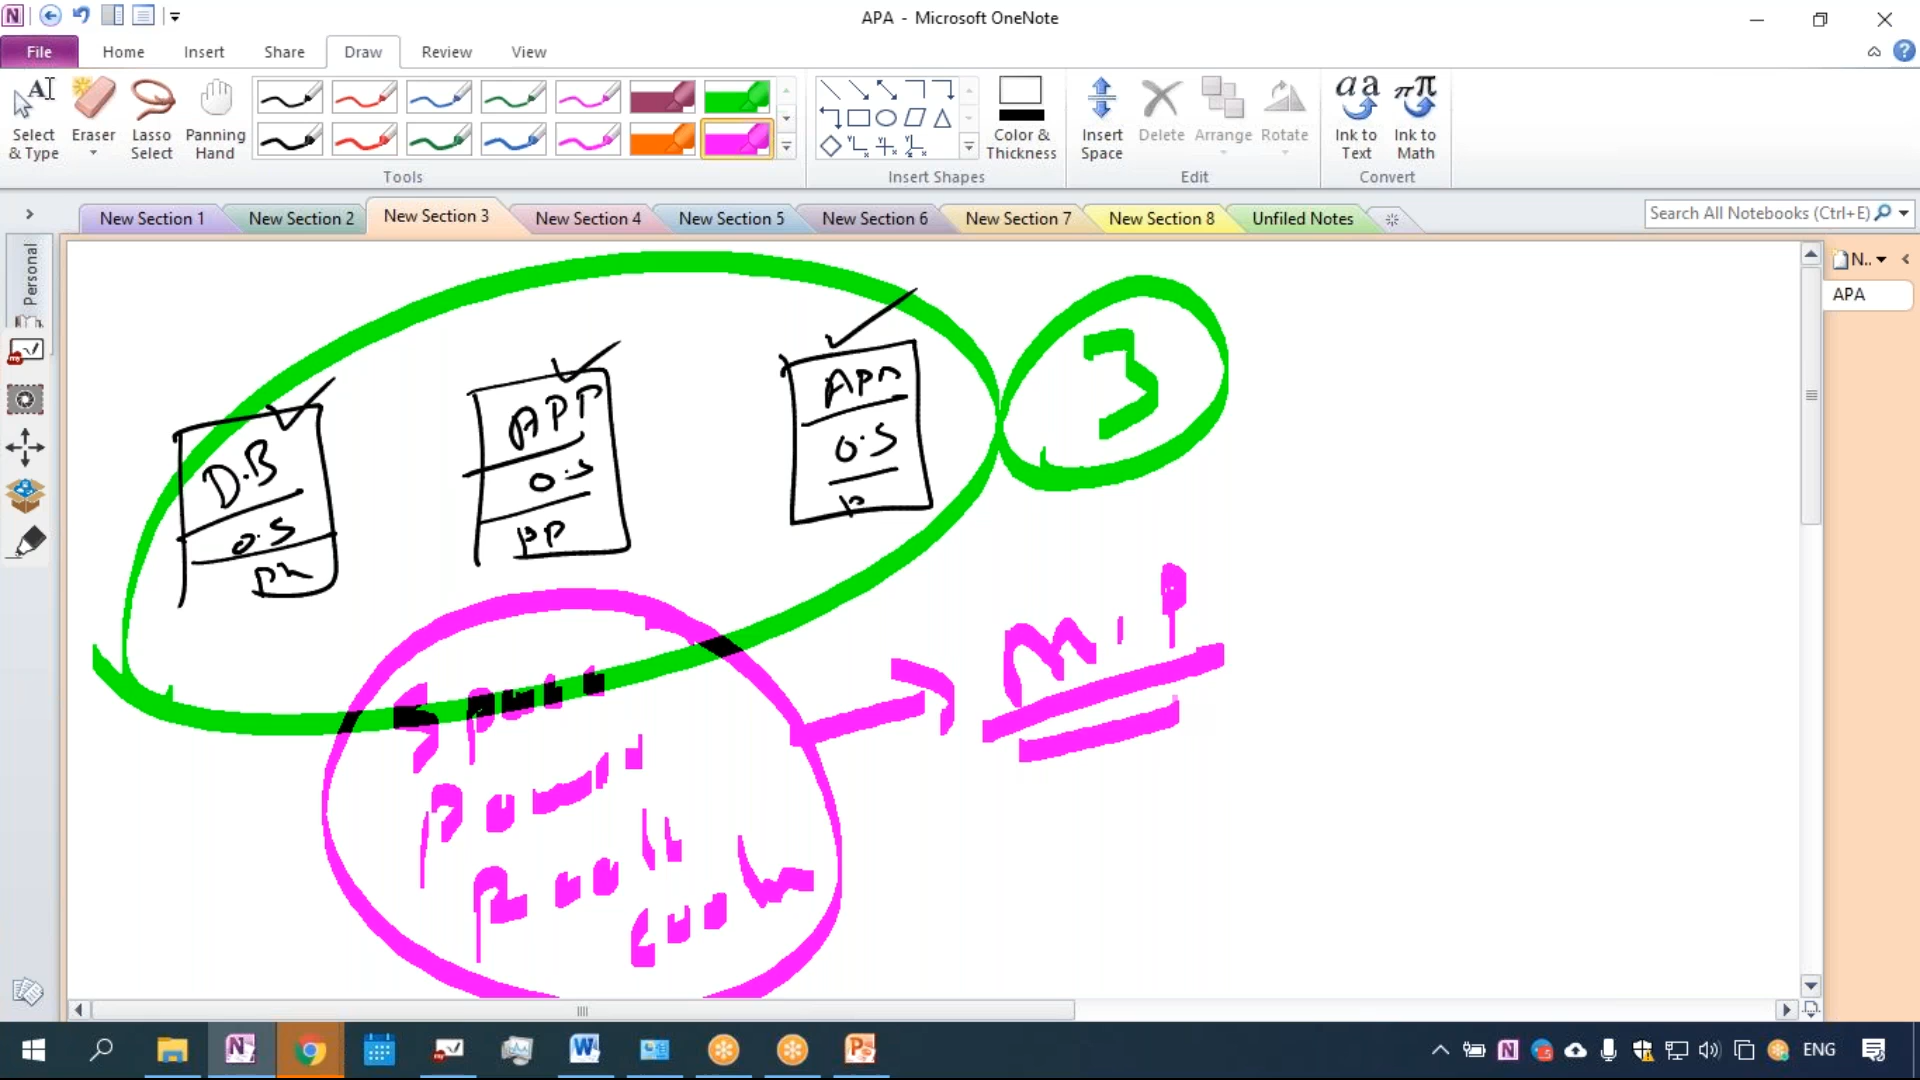 APA - Microsoft OneNote
File Home Insert Share Draw Review View
Select & Type
Eraser
Lasso Select
Panning Hand
Color & Thickness
Insert Space
Delete
Arrange
Rotate
Ink to Text
Ink to Math
Tools
Insert Shapes
Edit
Convert
New Section 1 New Section 2 New Section 3 New Section 4 New Section 5 New Section 6 New Section 7 New Section 8 Unfiled Notes
Search All Notebooks (Ctrl+E)
Personal
N..
APA
3
D.B
O.S
APP
O.S
O.S
Power
ENG